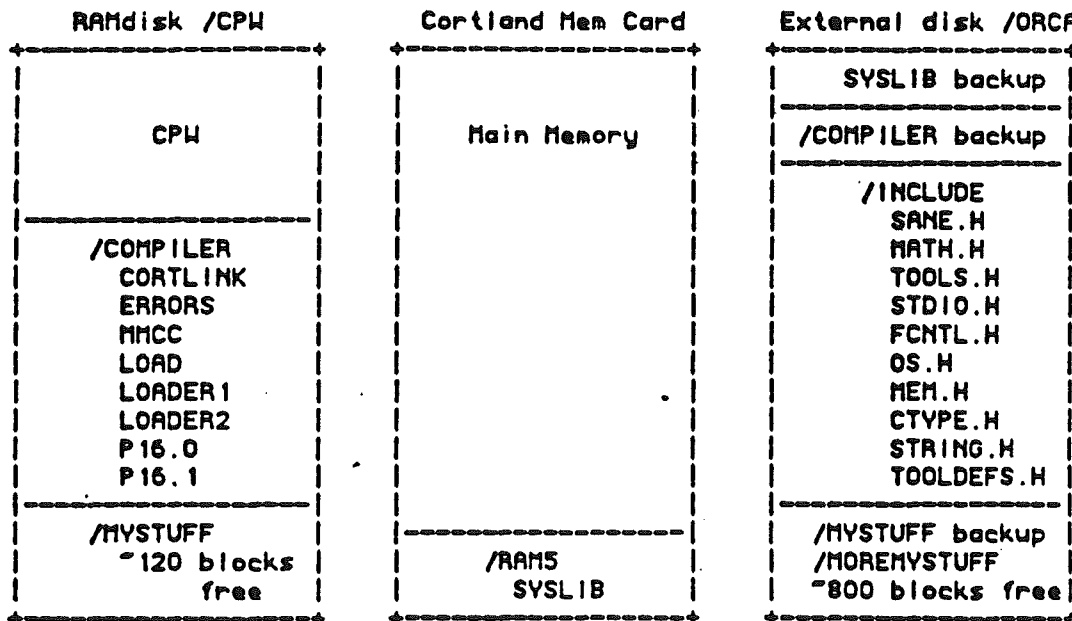 RAMdisk /CPW
CPW
/COMPILER
CORTLINK
ERRORS
MMCC
LOAD
LOADER1
LOADER2
P16.0
P16.1
/MYSTUFF
~120 blocks
free
Cortland Mem Card
Main Memory
/RAM5
SYSLIB
External disk /ORCA
SYSLIB backup
/COMPILER backup
/INCLUDE
SANE.H
MATH.H
TOOLS.H
STDIO.H
FCNTL.H
OS.H
MEM.H
CTYPE.H
STRING.H
TOOLDEFS.H
/MYSTUFF backup
/MOREMYSTUFF
~800 blocks free